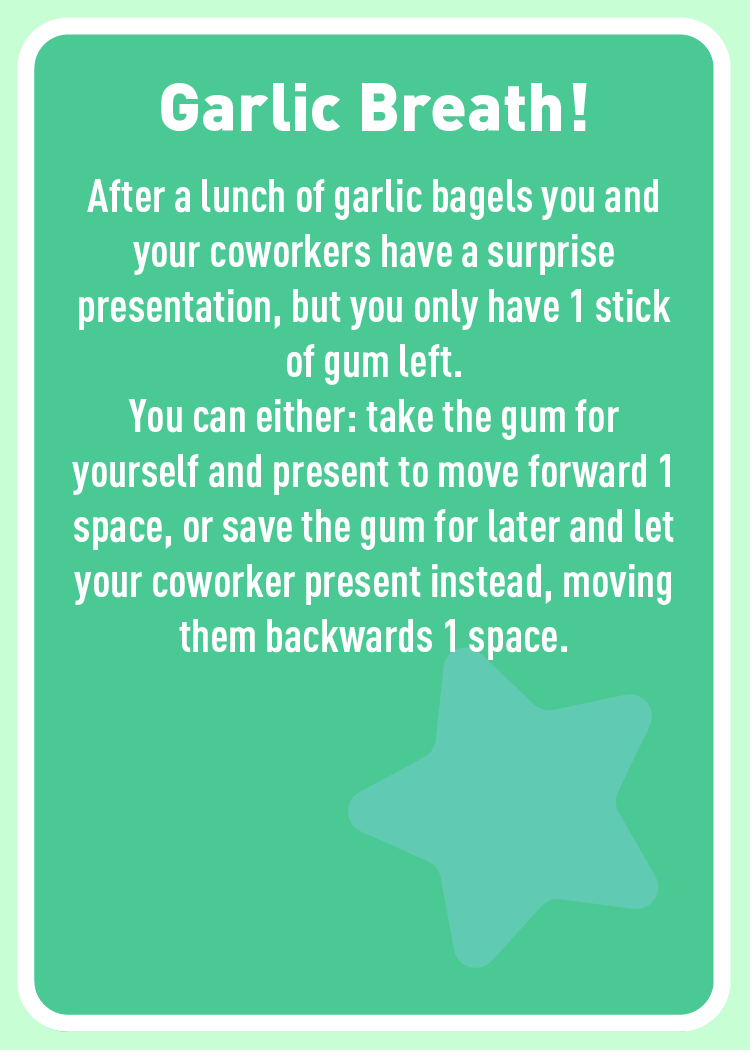 Garlic Breath!
After a lunch of garlic bagels you and
your coworkers have a surprise
presentation, but you only have 1 stick
of gum left.
You can either: take the gum for
yourself and present to move forward 1
space, or save the gum for later and let
your coworker present instead, moving
them backwards 1 space.